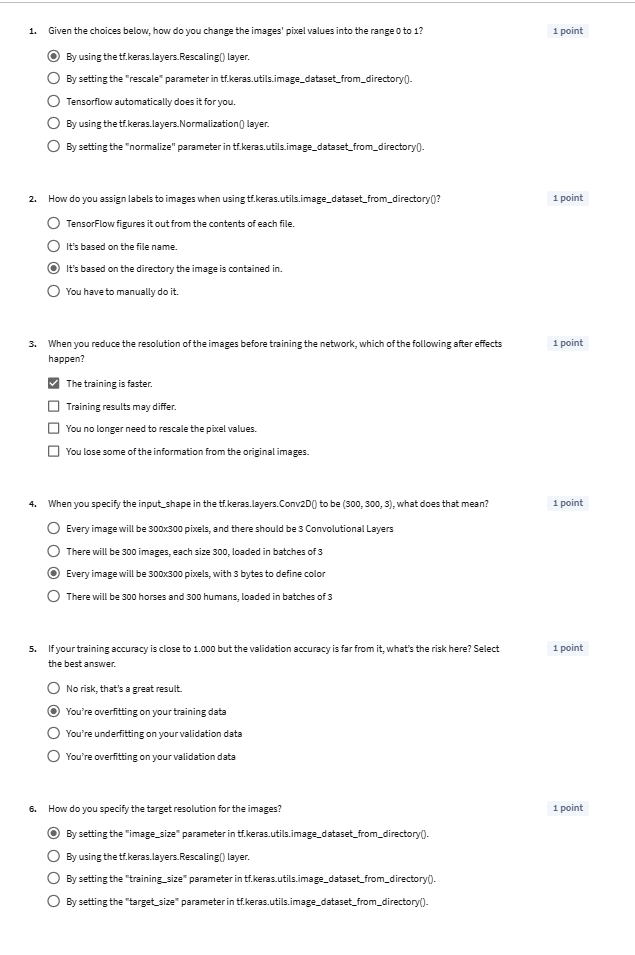 1. Given the choices below, how do you change the images' pixel values into the range 0 to 1? 1 point
By using the tf.keras.layers.Rescaling() layer.
By setting the "rescale" parameter in tf.keras.utils.image_dataset_from_directory().
Tensorflow automatically does it for you.
By using the tf.keras.layers.Normalization() layer.
By setting the "normalize" parameter in tf.keras.utils.image_dataset_from_directory().
2. How do you assign labels to images when using tf.keras.utils.image_dataset_from_directory()? 1 point
TensorFlow figures it out from the contents of each file.
It's based on the file name.
It's based on the directory the image is contained in.
You have to manually do it.
3. When you reduce the resolution of the images before training the network, which of the following after effects 1 point
happen?
The training is faster.
Training results may differ.
You no longer need to rescale the pixel values.
You lose some of the information from the original images.
4. When you specify the input_shape in the tf.keras.layers.Conv2D() to be (300, 300, 3), what does that mean? 1 point
Every image will be 300x300 pixels, and there should be 3 Convolutional Layers
There will be 300 images, each size 300, loaded in batches of 3
Every image will be 300x300 pixels, with 3 bytes to define color
There will be 300 horses and 300 humans, loaded in batches of 3
5. If your training accuracy is close to 1.000 but the validation accuracy is far from it, what's the risk here? Select 1 point
the best answer.
No risk, that's a great result.
You're overfitting on your training data
You're underfitting on your validation data
You're overfitting on your validation data
6. How do you specify the target resolution for the images? 1 point
By setting the "image_size" parameter in tf.keras.utils.image_dataset_from_directory().
By using the tf.keras.layers.Rescaling() layer.
By setting the "training_size" parameter in tf.keras.utils.image_dataset_from_directory().
By setting the "target_size" parameter in tf.keras.utils.image_dataset_from_directory().